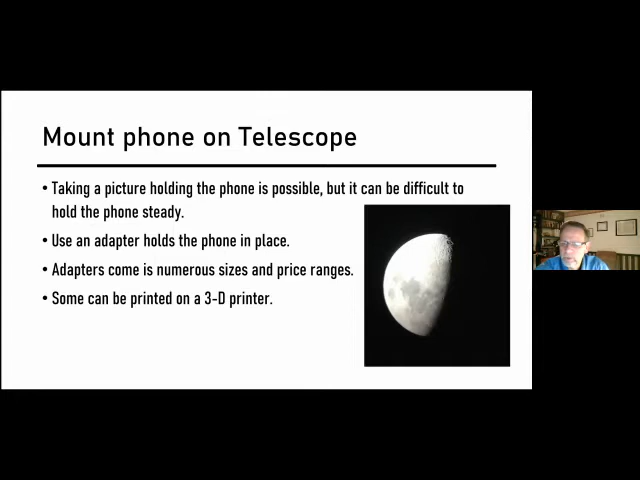 Mount phone on Telescope
• Taking a picture holding the phone is possible, but it can be difficult to
hold the phone steady.
• Use an adapter holds the phone in place.
• Adapters come is numerous sizes and price ranges.
• Some can be printed on a 3-D printer.